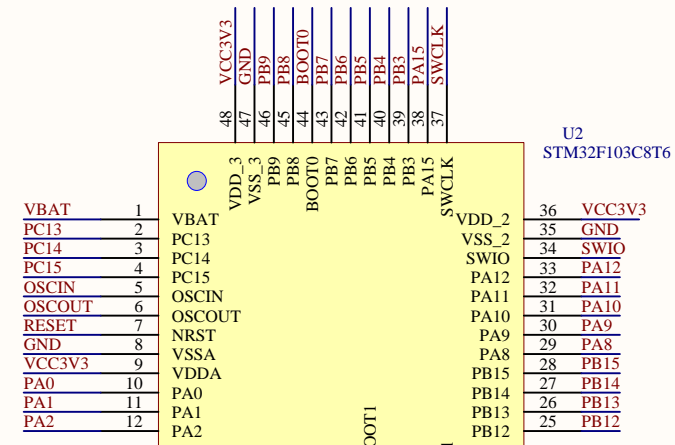 VCC3V3 GND PB9 PB8 BOOT0 PB7 PB6 PB5 PB4 PB3 PA15 SWCLK
48 47 46 45 44 43 42 41 40 39 38 37
U2
STM32F103C8T6
VDD_3 VSS_3 PB9 PB8 BOOT0 PB7 PB6 PB5 PB4 PB3 PA15 SWCLK
VBAT 1 VBAT VDD_2 36 VCC3V3
PC13 2 PC13 VSS_2 35 GND
PC14 3 PC14 SWIO 34 SWIO
PC15 4 PC15 PA12 33 PA12
OSCIN 5 OSCIN PA11 32 PA11
OSCOUT 6 OSCOUT PA10 31 PA10
RESET 7 NRST PA9 30 PA9
GND 8 VSSA PA8 29 PA8
VCC3V3 9 VDDA PB15 28 PB15
PA0 10 PA0 PB14 27 PB14
PA1 11 PA1 PB13 26 PB13
PA2 12 PA2 PB12 25 PB12